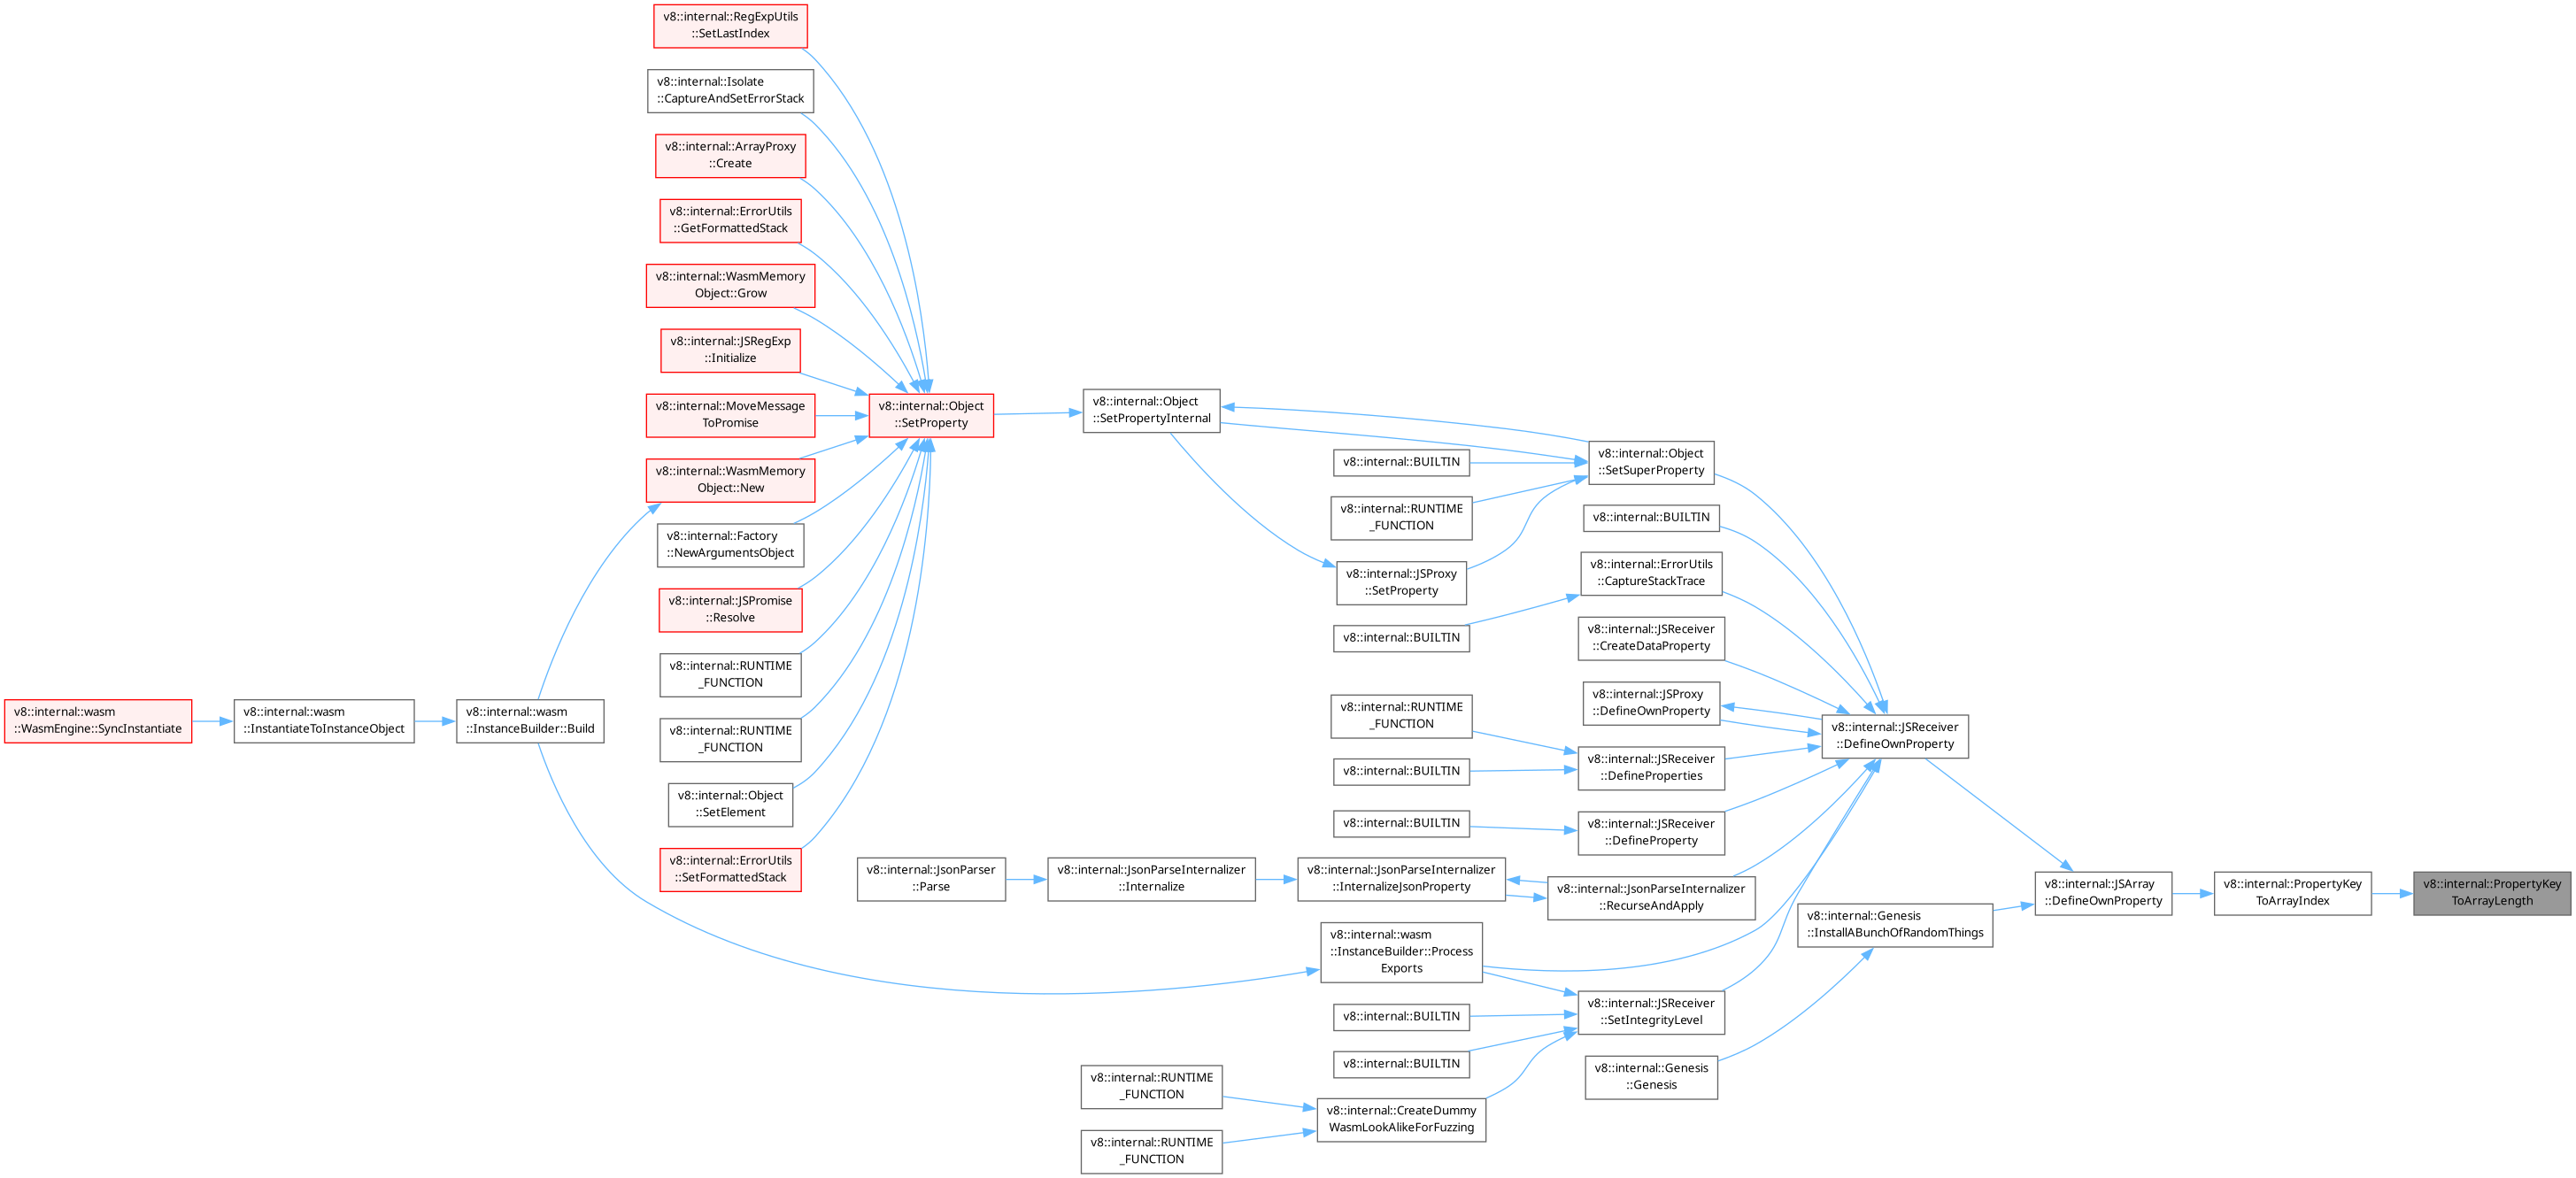 v8::internal::RegExpUtils
::SetLastIndex
v8::internal::Isolate
::CaptureAndSetErrorStack
v8::internal::ArrayProxy
::Create
v8::internal::ErrorUtils
::GetFormattedStack
v8::internal::WasmMemory
Object::Grow
v8::internal::JSRegExp
::Initialize
v8::internal::MoveMessage
ToPromise
v8::internal::WasmMemory
Object::New
v8::internal::Factory
::NewArgumentsObject
v8::internal::JSPromise
::Resolve
v8::internal::RUNTIME
_FUNCTION
v8::internal::RUNTIME
_FUNCTION
v8::internal::Object
::SetElement
v8::internal::ErrorUtils
::SetFormattedStack
v8::internal::wasm
::WasmEngine::SyncInstantiate
v8::internal::wasm
::InstantiateToInstanceObject
v8::internal::wasm
::InstanceBuilder::Build
v8::internal::Object
::SetProperty
v8::internal::Object
::SetPropertyInternal
v8::internal::BUILTIN
v8::internal::RUNTIME
_FUNCTION
v8::internal::JSProxy
::SetProperty
v8::internal::BUILTIN
v8::internal::RUNTIME
_FUNCTION
v8::internal::BUILTIN
v8::internal::BUILTIN
v8::internal::JsonParser
::Parse
v8::internal::JsonParseInternalizer
::Internalize
v8::internal::JsonParseInternalizer
::InternalizeJsonProperty
v8::internal::wasm
::InstanceBuilder::Process
Exports
v8::internal::BUILTIN
v8::internal::BUILTIN
v8::internal::RUNTIME
_FUNCTION
v8::internal::RUNTIME
_FUNCTION
v8::internal::CreateDummy
WasmLookAlikeForFuzzing
v8::internal::Object
::SetSuperProperty
v8::internal::BUILTIN
v8::internal::ErrorUtils
::CaptureStackTrace
v8::internal::JSReceiver
::CreateDataProperty
v8::internal::JSProxy
::DefineOwnProperty
v8::internal::JSReceiver
::DefineProperties
v8::internal::JSReceiver
::DefineProperty
v8::internal::JsonParseInternalizer
::RecurseAndApply
v8::internal::JSReceiver
::SetIntegrityLevel
v8::internal::Genesis
::Genesis
v8::internal::JSReceiver
::DefineOwnProperty
v8::internal::Genesis
::InstallABunchOfRandomThings
v8::internal::JSArray
::DefineOwnProperty
v8::internal::PropertyKey
ToArrayIndex
v8::internal::PropertyKey
ToArrayLength